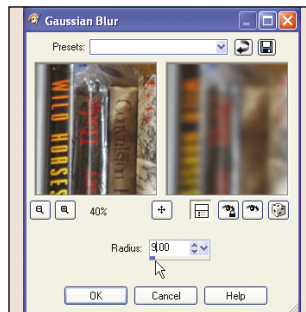 Gaussian Blur
Presets:
WILD HORSES
40%
Radius: 9.00
OK Cancel Help